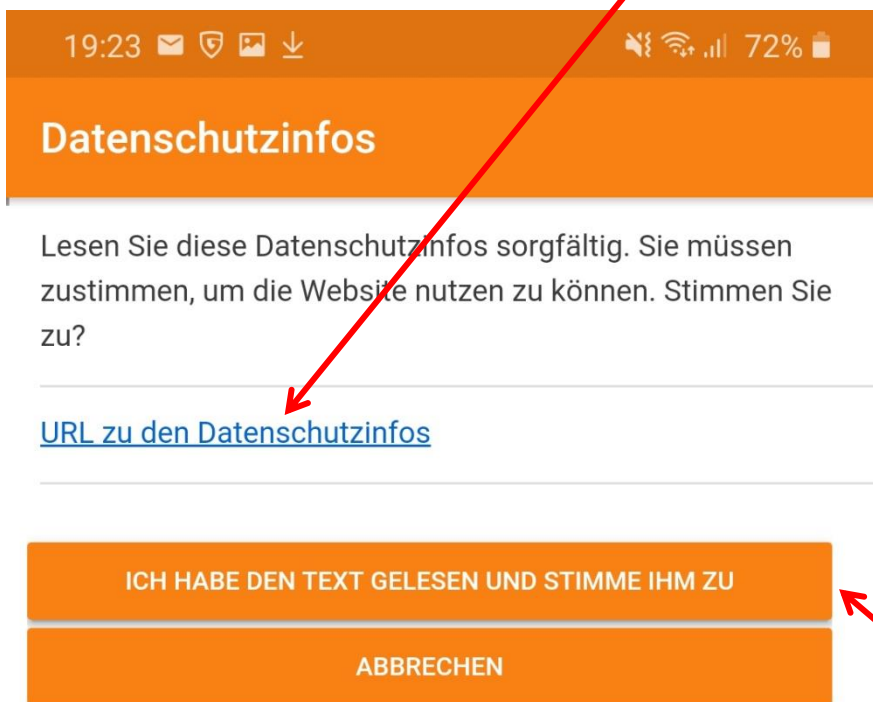 19:23 72%
Datenschutzinfos
Lesen Sie diese Datenschutzinfos sorgfältig. Sie müssen
zustimmen, um die Website nutzen zu können. Stimmen Sie
zu?
URL zu den Datenschutzinfos
ICH HABE DEN TEXT GELESEN UND STIMME IHM ZU
ABBRECHEN